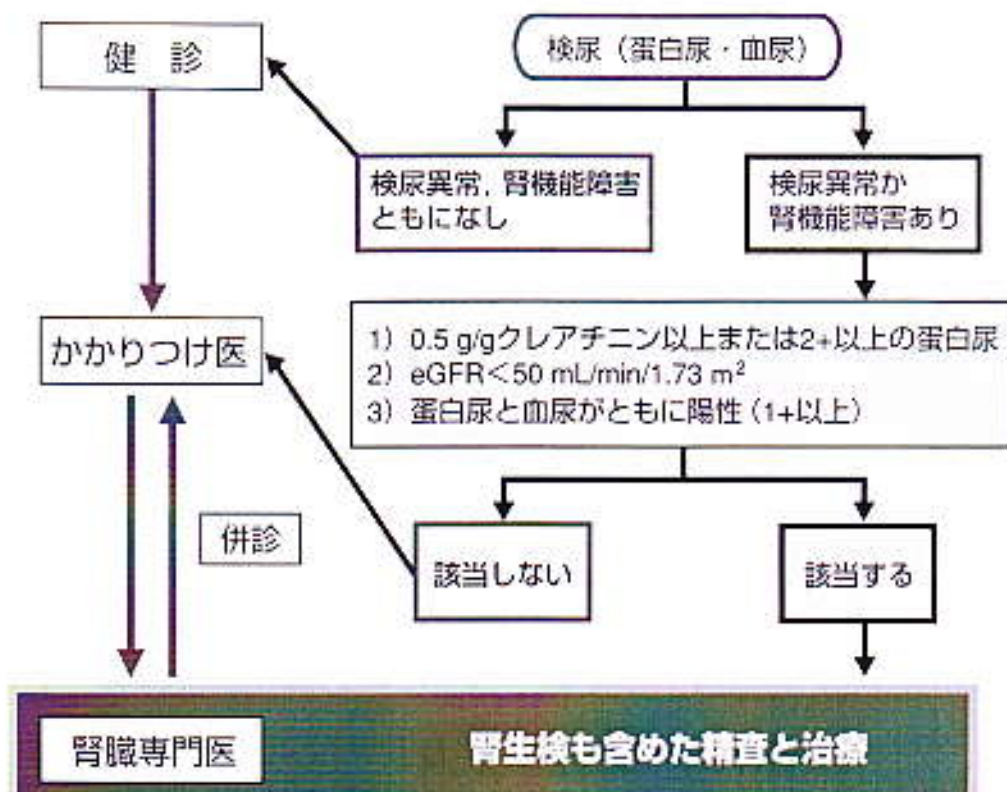 健 診
検尿（蛋白尿・血尿）
検尿異常，腎機能障害
ともになし
検尿異常か
腎機能障害あり
かかりつけ医
1）0.5 g/gクレアチニン以上または2+以上の蛋白尿
2）eGFR＜50 mL/min/1.73 m²
3）蛋白尿と血尿がともに陽性（1+以上）
併診
該当しない
該当する
腎臓専門医
腎生検も含めた精査と治療